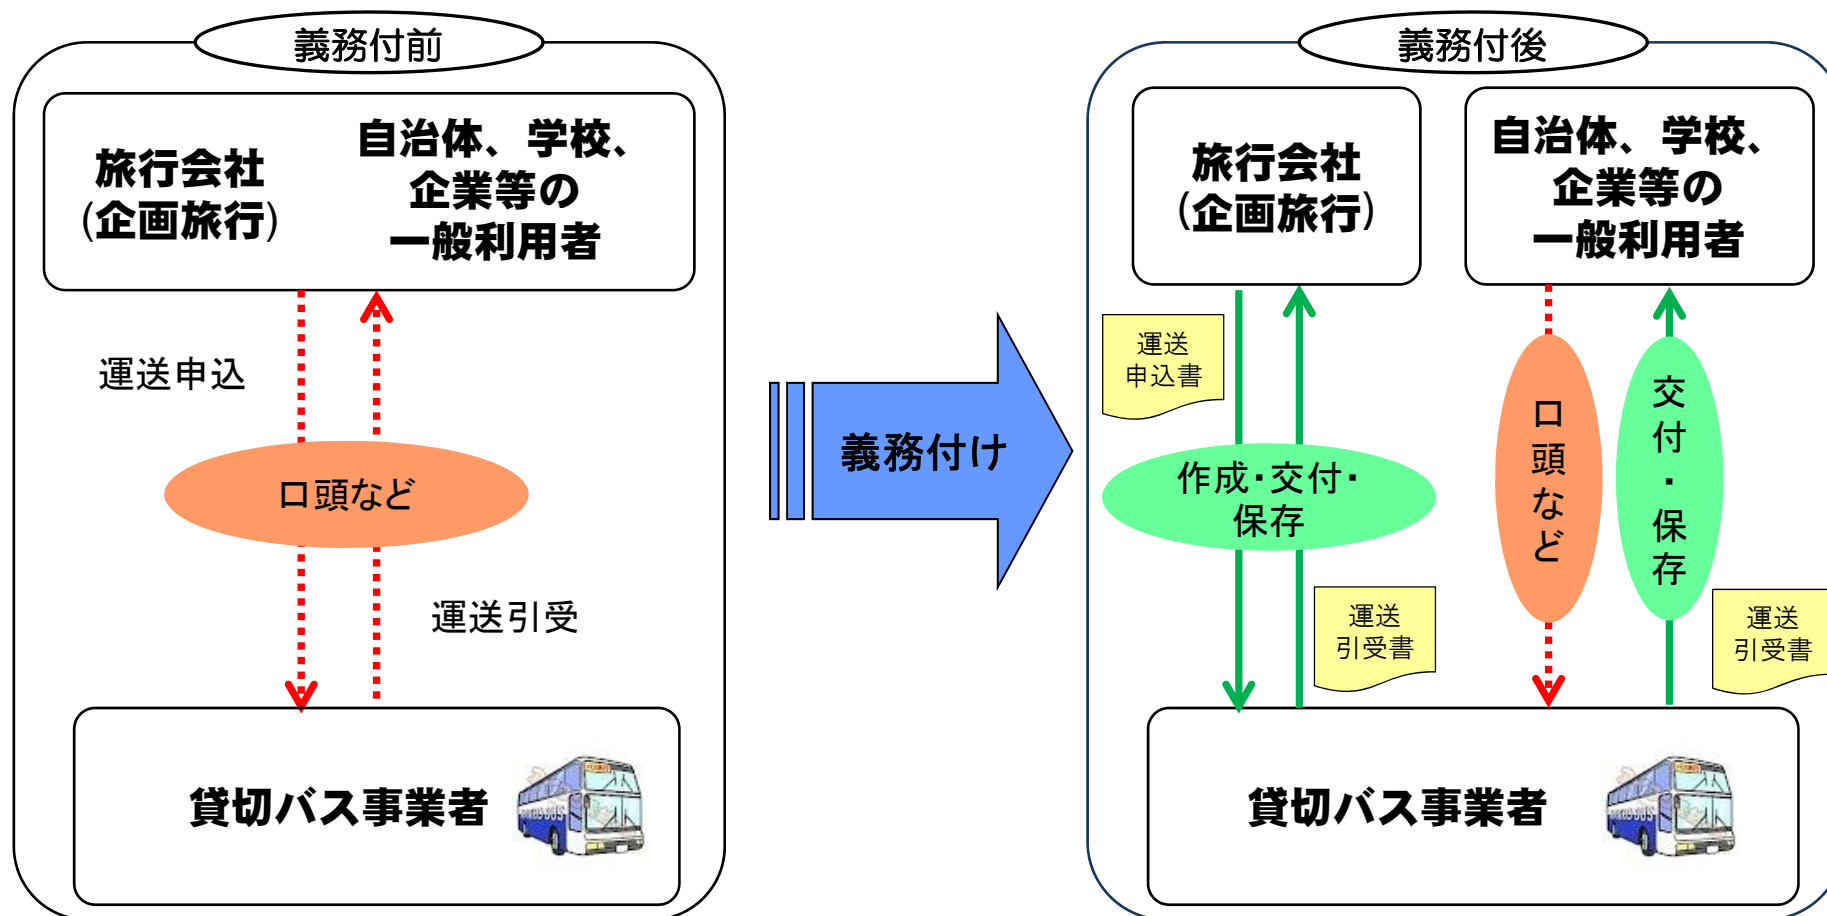 義務付前
旅行会社
(企画旅行)
自治体、学校、
企業等の
一般利用者
運送申込
口頭など
運送引受
貸切バス事業者
義務付け
義務付後
旅行会社
(企画旅行)
自治体、学校、
企業等の
一般利用者
運送
申込書
作成・交付・
保存
運送
引受書
口頭など
交付・保存
運送
引受書
貸切バス事業者